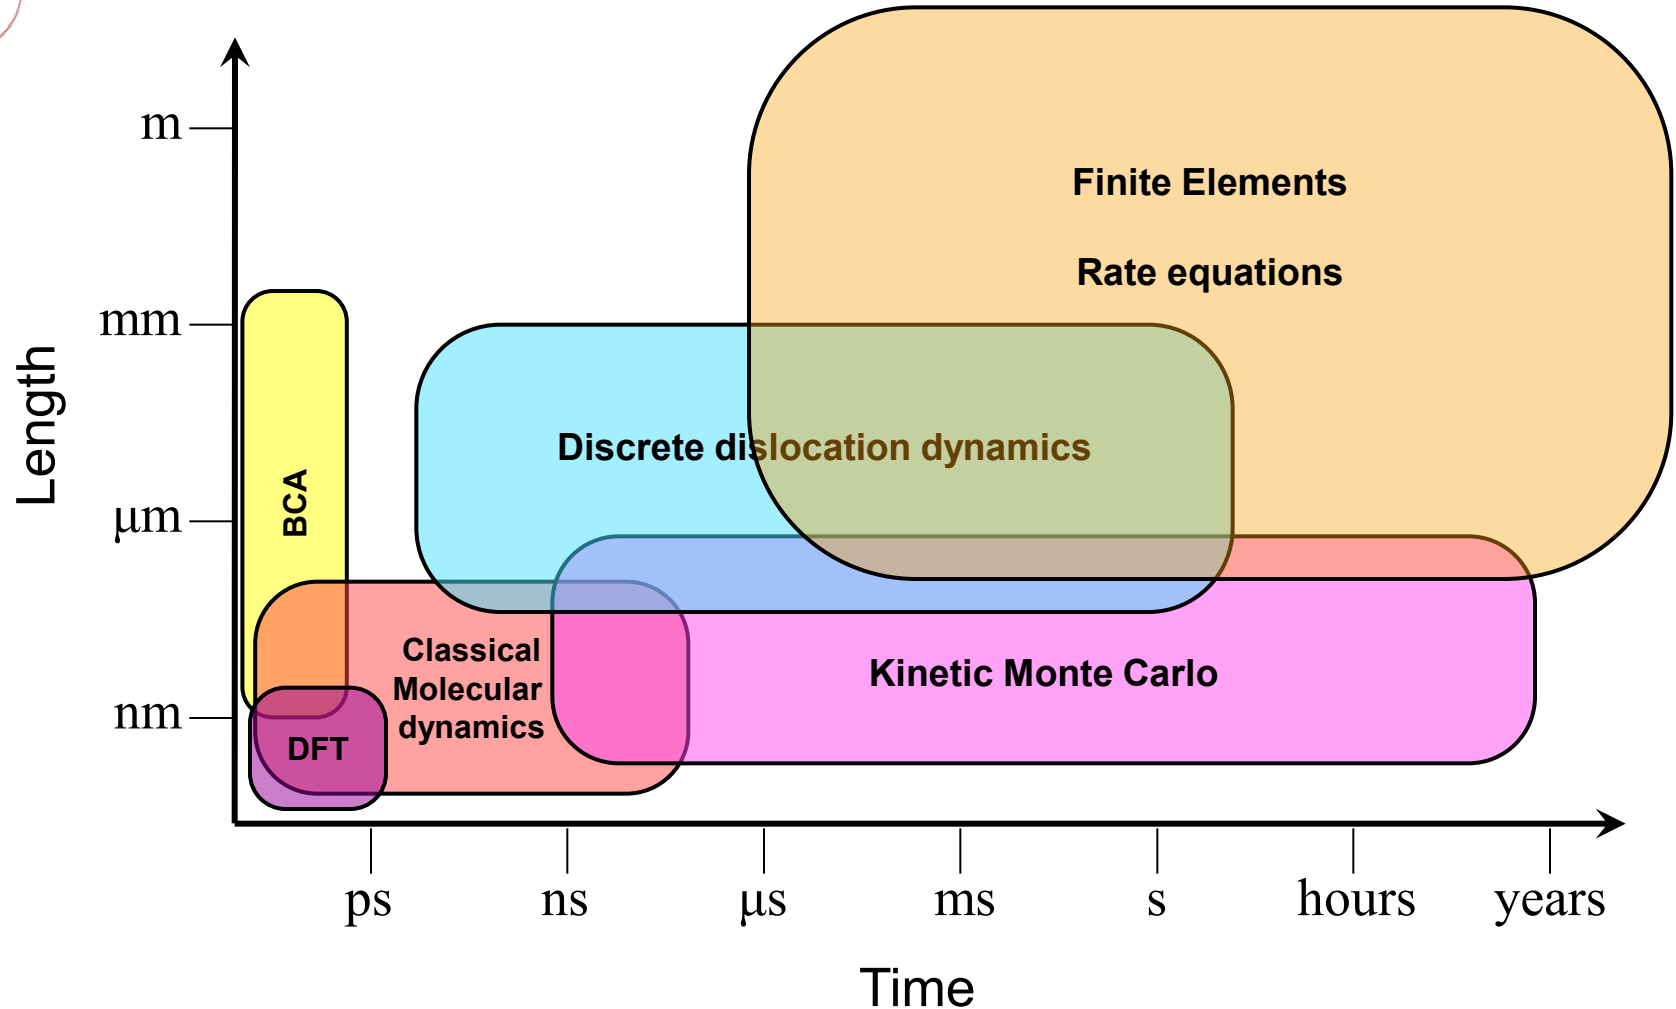 m
Finite Elements
Rate equations
mm
Length
Discrete dislocation dynamics
BCA
μm
Classical
Molecular
dynamics
Kinetic Monte Carlo
nm
DFT
ps
ns
μs
ms
s
hours
years
Time